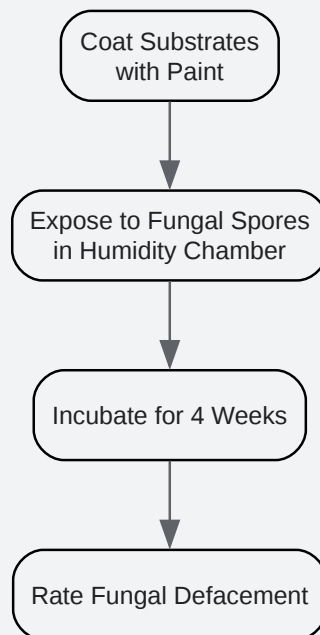 Coat Substrates
with Paint
Expose to Fungal Spores
in Humidity Chamber
Incubate for 4 Weeks
Rate Fungal Defacement